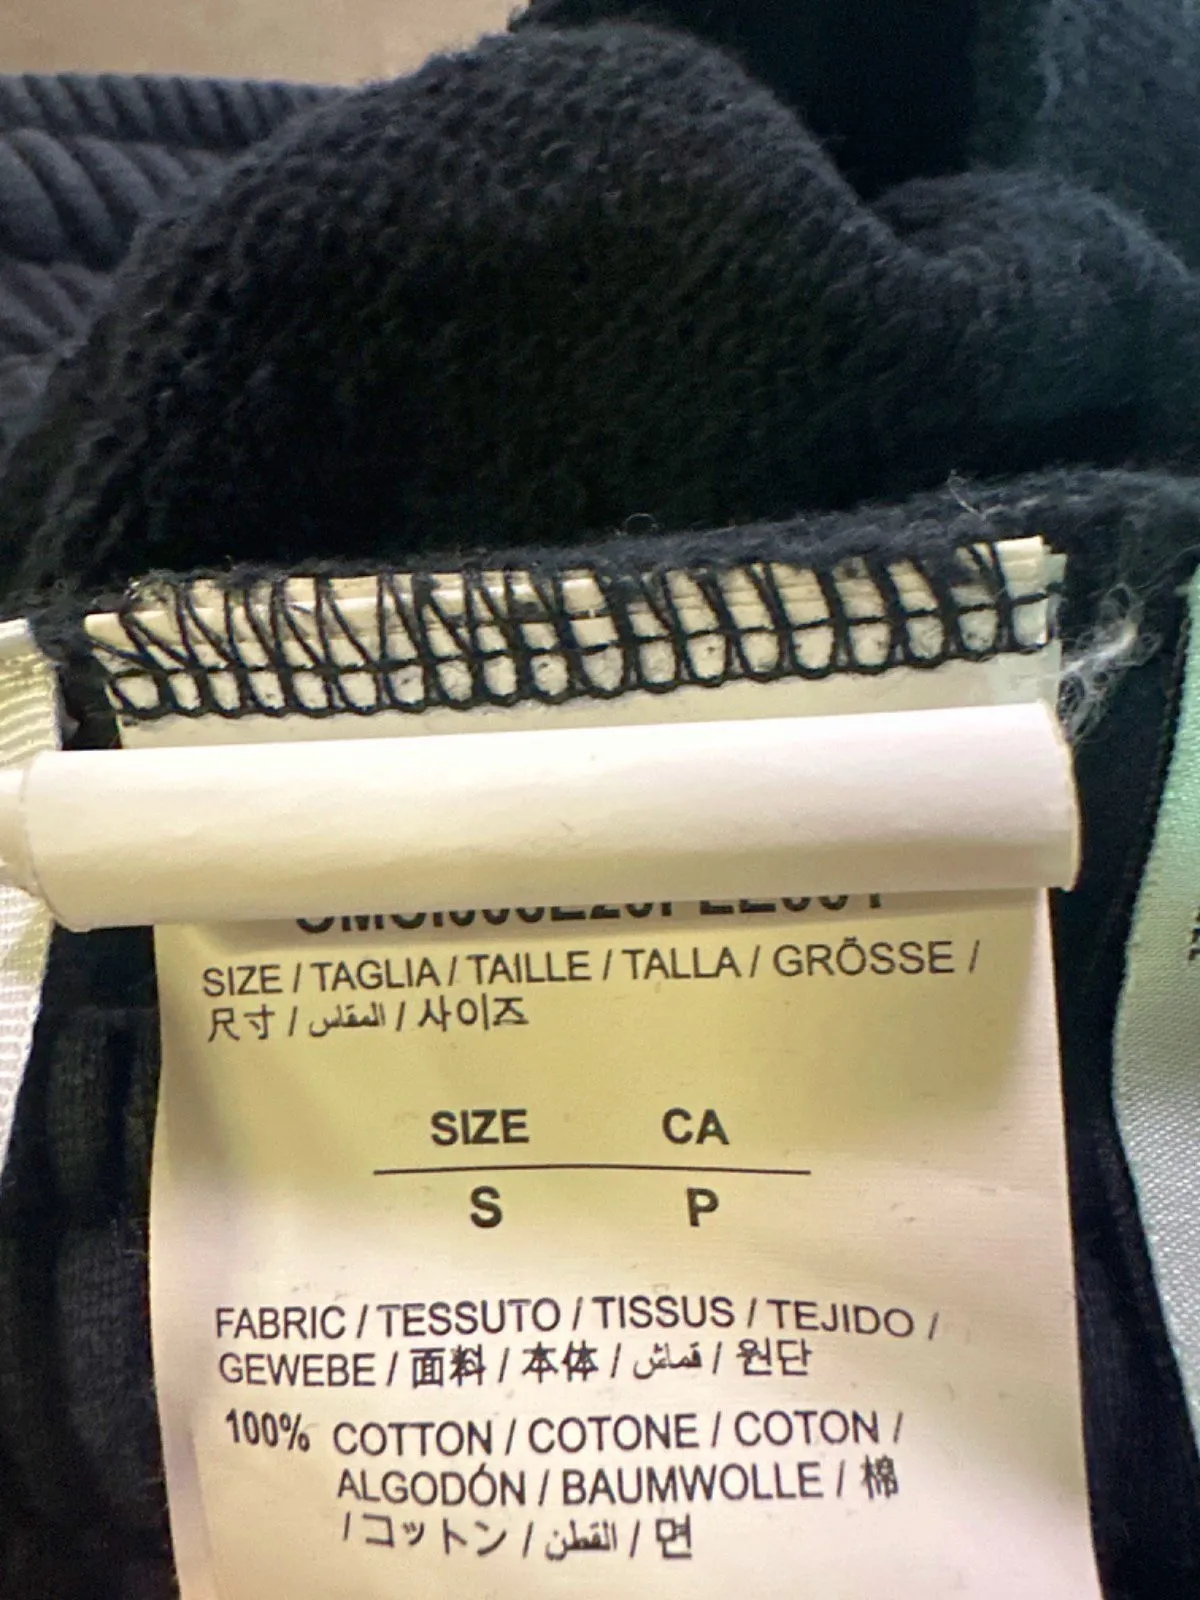 SIZE / TAGLIA / TAILLE / TALLA / GRÖSSE /
尺寸 / المقاس / 사이즈
SIZE CA
S P
FABRIC / TESSUTO / TISSUS / TEJIDO /
GEWEBE / 面料 / 本体 / قماش / 원단
100% COTTON / COTONE / COTON /
ALGODÓN / BAUMWOLLE / 棉
/ コットン / القطن / 면